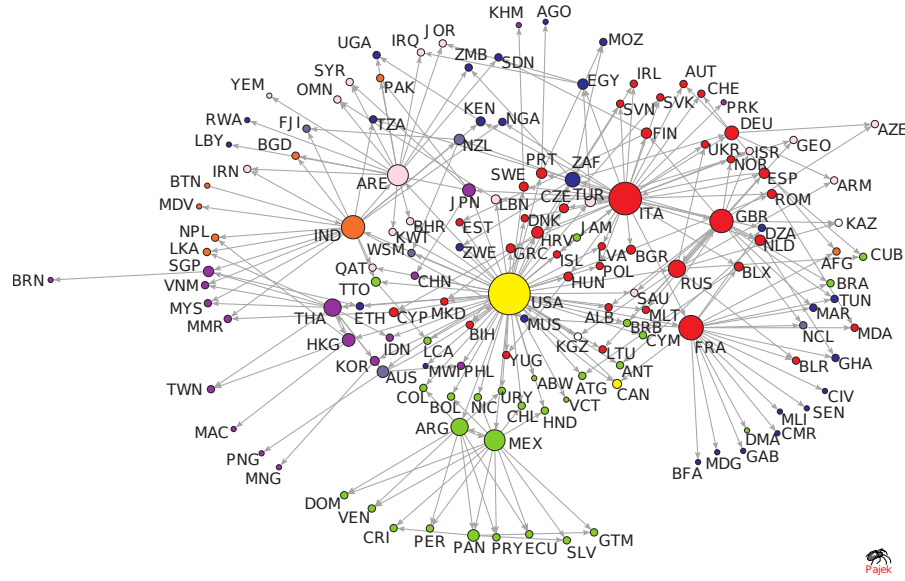 KHM
AGO
UGA
IRQ
JOR
ZMB
SDN
MOZ
YEM
SYR
OMN
PAK
EGY
IRL
AUT
CHE
SVN
SVK
PRK
RWA
FJI
TZA
KEN
NGA
FIN
DEU
AZE
LBY
BGD
NZL
UKR
ISR
GEO
NOR
IRN
ARE
PRT
ZAF
SWE
ESP
BTN
JPN
LBN
CZE
TUR
ITA
ROM
ARM
MDV
BHR
EST
DNK
JAM
GBR
DZA
KAZ
NPL
IND
KWT
WSM
ZWE
HRV
NLD
LKA
GRC
ISL
LVA
BGR
AFG
CUB
SGP
QAT
CHN
HUN
POL
RUS
BLX
BRA
BRN
VNM
TTO
USA
SAU
TUN
MYS
THA
ETH
CYP
MKD
MUS
ALB
MLT
MAR
MMR
BIH
BRB
FRA
NCL
MDA
HKG
IDN
LCA
KGZ
CYM
YUG
LTU
KOR
AUS
MWI
PHL
ANT
BLR
GHA
TWN
COL
ABW
ATG
CAN
BOL
NIC
URY
VCT
CIV
CHL
HND
SEN
MAC
ARG
MEX
DMA
MLI
CMR
PNG
MNG
BFA
MDG
GAB
DOM
VEN
CRI
PER
PAN
PRY
ECU
SLV
GTM
Pajek